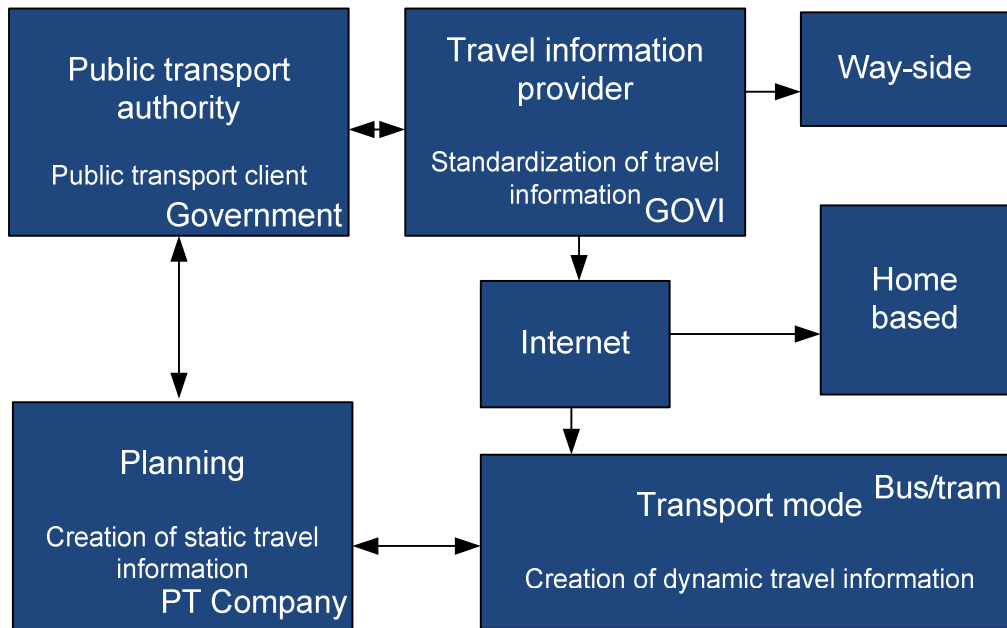 Public transport
authority
Public transport client
Government
Travel information
provider
Standardization of travel
information
GOVI
Way-side
Home
based
Internet
Planning
Creation of static travel
information
PT Company
Bus/tram
Transport mode
Creation of dynamic travel information